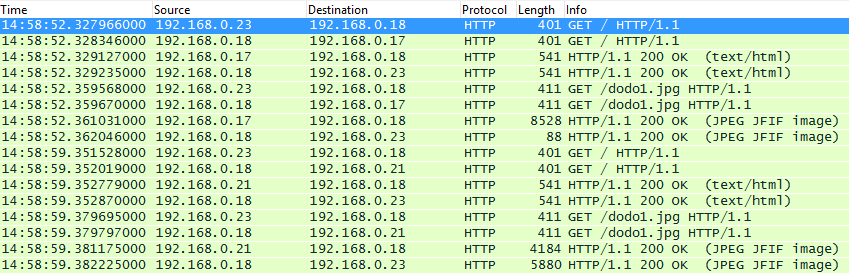 Time Source Destination Protocol Length Info
14:58:52.327966000 192.168.0.23 192.168.0.18 HTTP 401 GET / HTTP/1.1
14:58:52.328346000 192.168.0.18 192.168.0.17 HTTP 401 GET / HTTP/1.1
14:58:52.329127000 192.168.0.17 192.168.0.18 HTTP 541 HTTP/1.1 200 OK (text/html)
14:58:52.329235000 192.168.0.18 192.168.0.23 HTTP 541 HTTP/1.1 200 OK (text/html)
14:58:52.359568000 192.168.0.23 192.168.0.18 HTTP 411 GET /dodo1.jpg HTTP/1.1
14:58:52.359670000 192.168.0.18 192.168.0.17 HTTP 411 GET /dodo1.jpg HTTP/1.1
14:58:52.361031000 192.168.0.17 192.168.0.18 HTTP 8528 HTTP/1.1 200 OK (JPEG JFIF image)
14:58:52.362046000 192.168.0.18 192.168.0.23 HTTP 88 HTTP/1.1 200 OK (JPEG JFIF image)
14:58:59.351528000 192.168.0.23 192.168.0.18 HTTP 401 GET / HTTP/1.1
14:58:59.352019000 192.168.0.18 192.168.0.21 HTTP 401 GET / HTTP/1.1
14:58:59.352779000 192.168.0.21 192.168.0.18 HTTP 541 HTTP/1.1 200 OK (text/html)
14:58:59.352870000 192.168.0.18 192.168.0.23 HTTP 541 HTTP/1.1 200 OK (text/html)
14:58:59.379695000 192.168.0.23 192.168.0.18 HTTP 411 GET /dodo1.jpg HTTP/1.1
14:58:59.379797000 192.168.0.18 192.168.0.21 HTTP 411 GET /dodo1.jpg HTTP/1.1
14:58:59.381175000 192.168.0.21 192.168.0.18 HTTP 4184 HTTP/1.1 200 OK (JPEG JFIF image)
14:58:59.382225000 192.168.0.18 192.168.0.23 HTTP 5880 HTTP/1.1 200 OK (JPEG JFIF image)